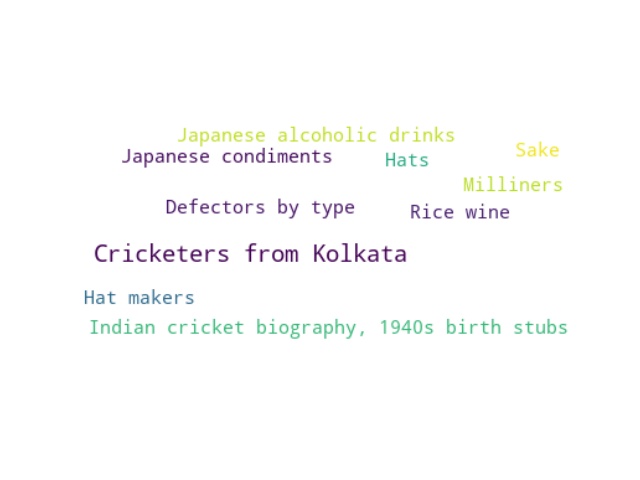 Japanese alcoholic drinks
Sake
Japanese condiments
Hats
Milliners
Defectors by type
Rice wine
Cricketers from Kolkata
Hat makers
Indian cricket biography, 1940s birth stubs